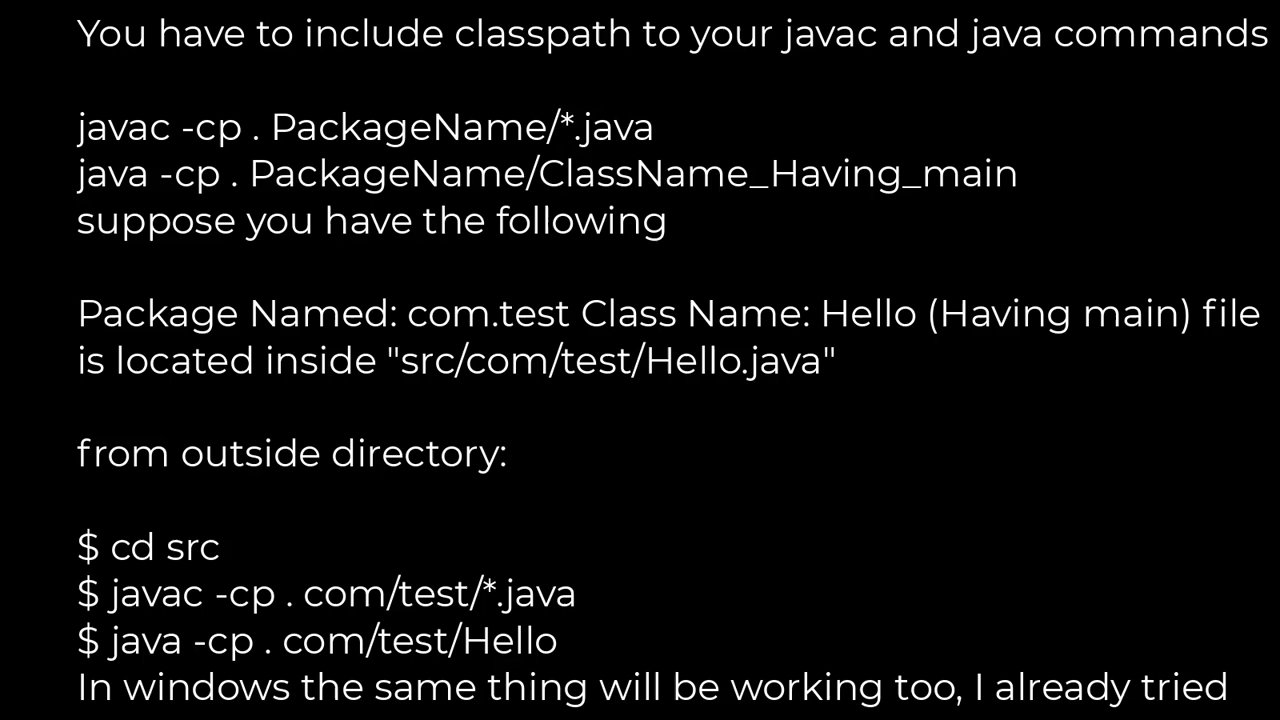 You have to include classpath to your javac and java commands
javac -cp . PackageName/*.java
java -cp . PackageName/ClassName_Having_main
suppose you have the following
Package Named: com.test Class Name: Hello (Having main) file
is located inside "src/com/test/Hello.java"
from outside directory:
$ cd src
$ javac -cp . com/test/*.java
$ java -cp . com/test/Hello
In windows the same thing will be working too, I already tried